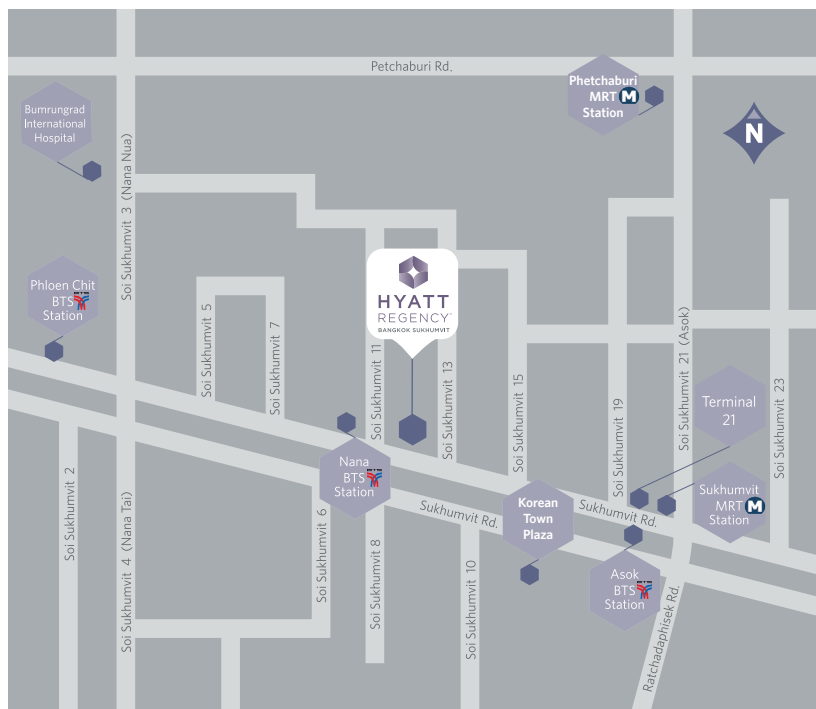 Petchaburi Rd.
Phetchaburi
MRT M
Station
Bumrungrad
International
Hospital
N
Soi Sukhumvit 3 (Nana Nua)
Phloen Chit
BTS
Station
HYATT
REGENCY™
BANGKOK SUKHUMVIT
Soi Sukhumvit 5
Soi Sukhumvit 7
Soi Sukhumvit 11
Soi Sukhumvit 13
Soi Sukhumvit 15
Soi Sukhumvit 19
Soi Sukhumvit 21 (Asok)
Soi Sukhumvit 23
Terminal
21
Nana
BTS
Station
Sukhumvit
MRT M
Station
Sukhumvit Rd.
Korean
Town
Plaza
Sukhumvit Rd.
Asok
BTS
Station
Soi Sukhumvit 2
Soi Sukhumvit 4 (Nana Tai)
Soi Sukhumvit 6
Soi Sukhumvit 8
Soi Sukhumvit 10
Ratchadaphisek Rd.